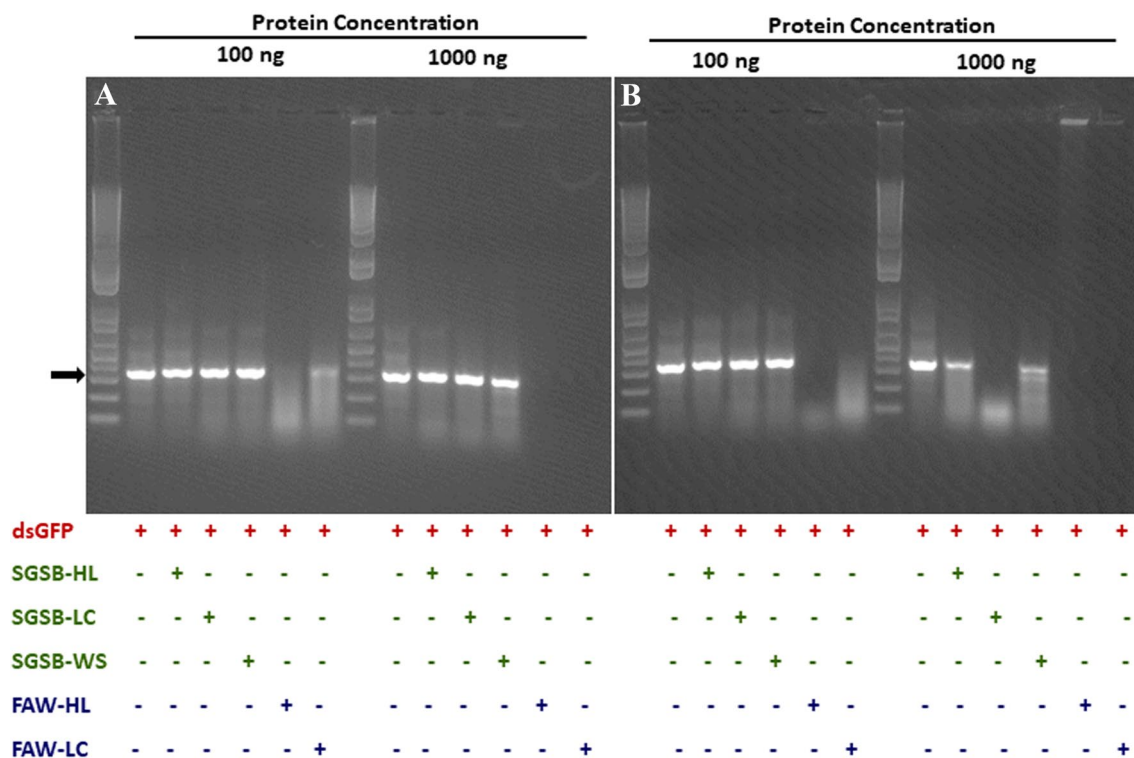 Protein Concentration Protein Concentration
100 ng 1000 ng 100 ng 1000 ng
A B
dsGFP + + + + + + + + + + + + + + + + + + + + + + + +
SGSB-HL - + - - - - - + - - - - - + - - - - - + - - - -
SGSB-LC - - + - - - - - + - - - - - + - - - - - + - - -
SGSB-WS - - - + - - - - - + - - - - - + - - - - - + - -
FAW-HL - - - - + - - - - - + - - - - - + - - - - - + -
FAW-LC - - - - - + - - - - - + - - - - - + - - - - - +